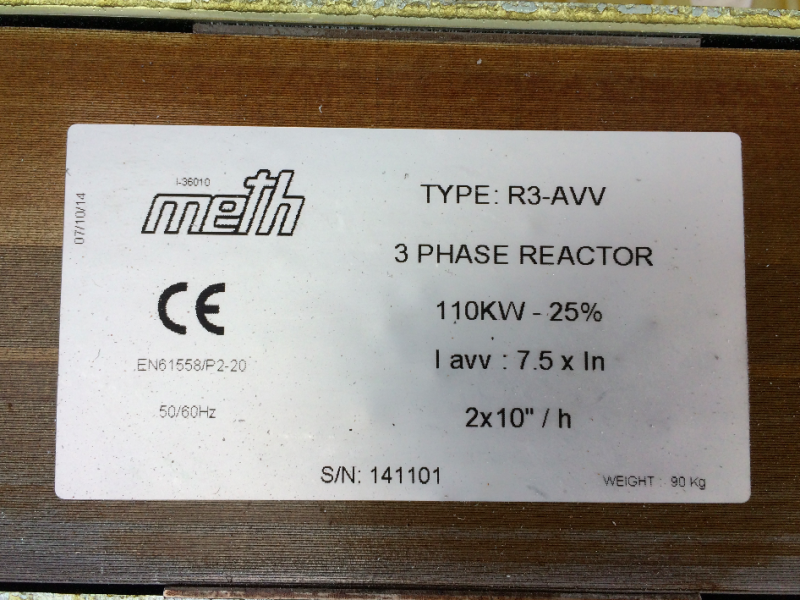 07/10/14
I-36010
meth
CE
EN61558/P2-20
50/60Hz
TYPE: R3-AVV
3 PHASE REACTOR
110KW - 25%
I avv : 7.5 x In
2x10" / h
S/N: 141101
WEIGHT : 90 Kg